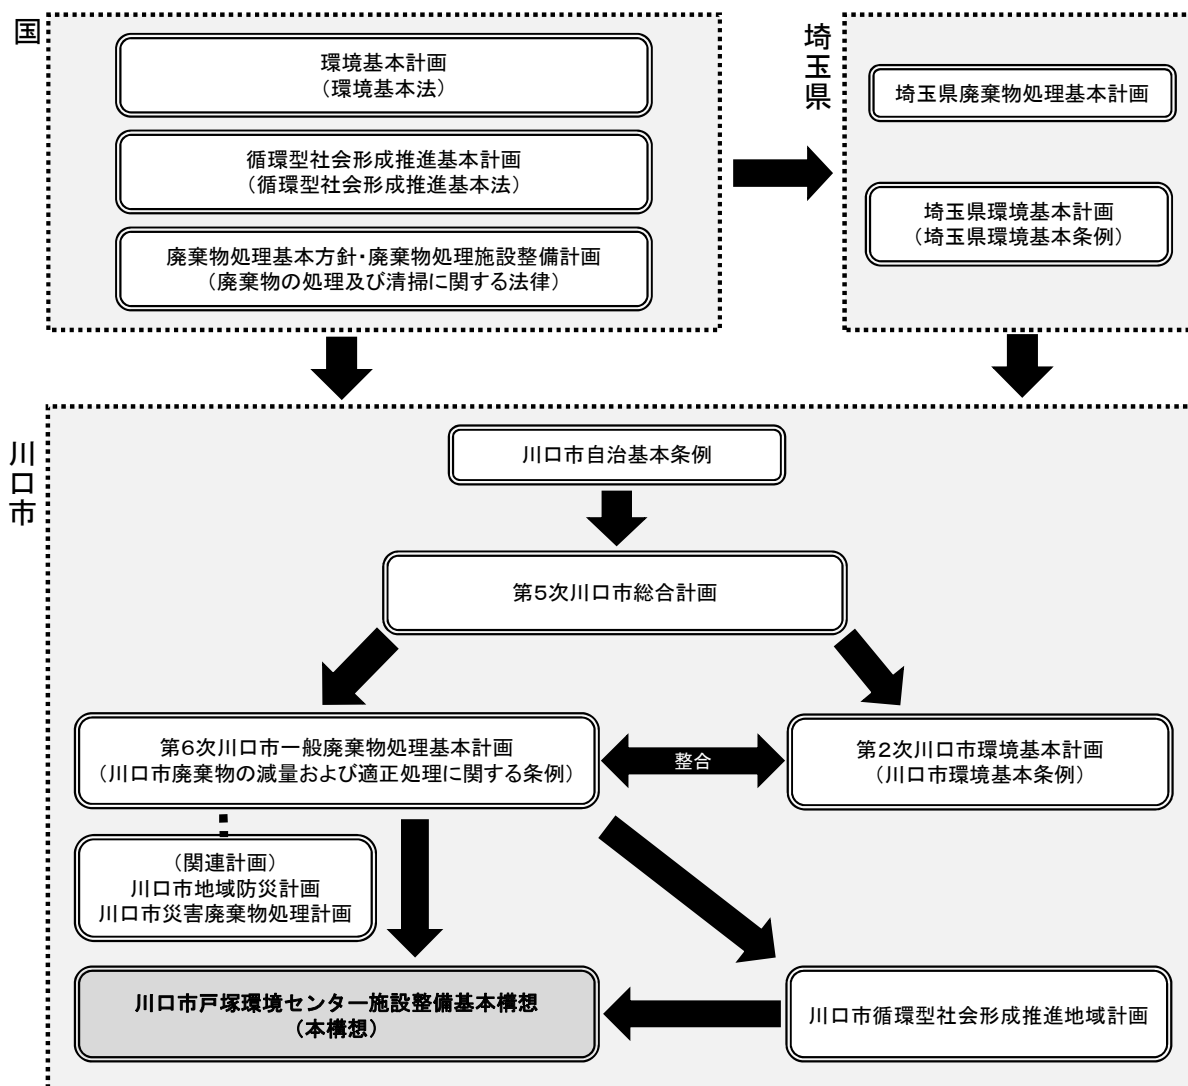 国
環境基本計画
（環境基本法）
循環型社会形成推進基本計画
（循環型社会形成推進基本法）
廃棄物処理基本方針・廃棄物処理施設整備計画
（廃棄物の処理及び清掃に関する法律）
埼玉県
埼玉県廃棄物処理基本計画
埼玉県環境基本計画
（埼玉県環境基本条例）
川口市
川口市自治基本条例
第5次川口市総合計画
第6次川口市一般廃棄物処理基本計画
（川口市廃棄物の減量および適正処理に関する条例）
整合
第2次川口市環境基本計画
（川口市環境基本条例）
（関連計画）
川口市地域防災計画
川口市災害廃棄物処理計画
川口市戸塚環境センター施設整備基本構想
（本構想）
川口市循環型社会形成推進地域計画